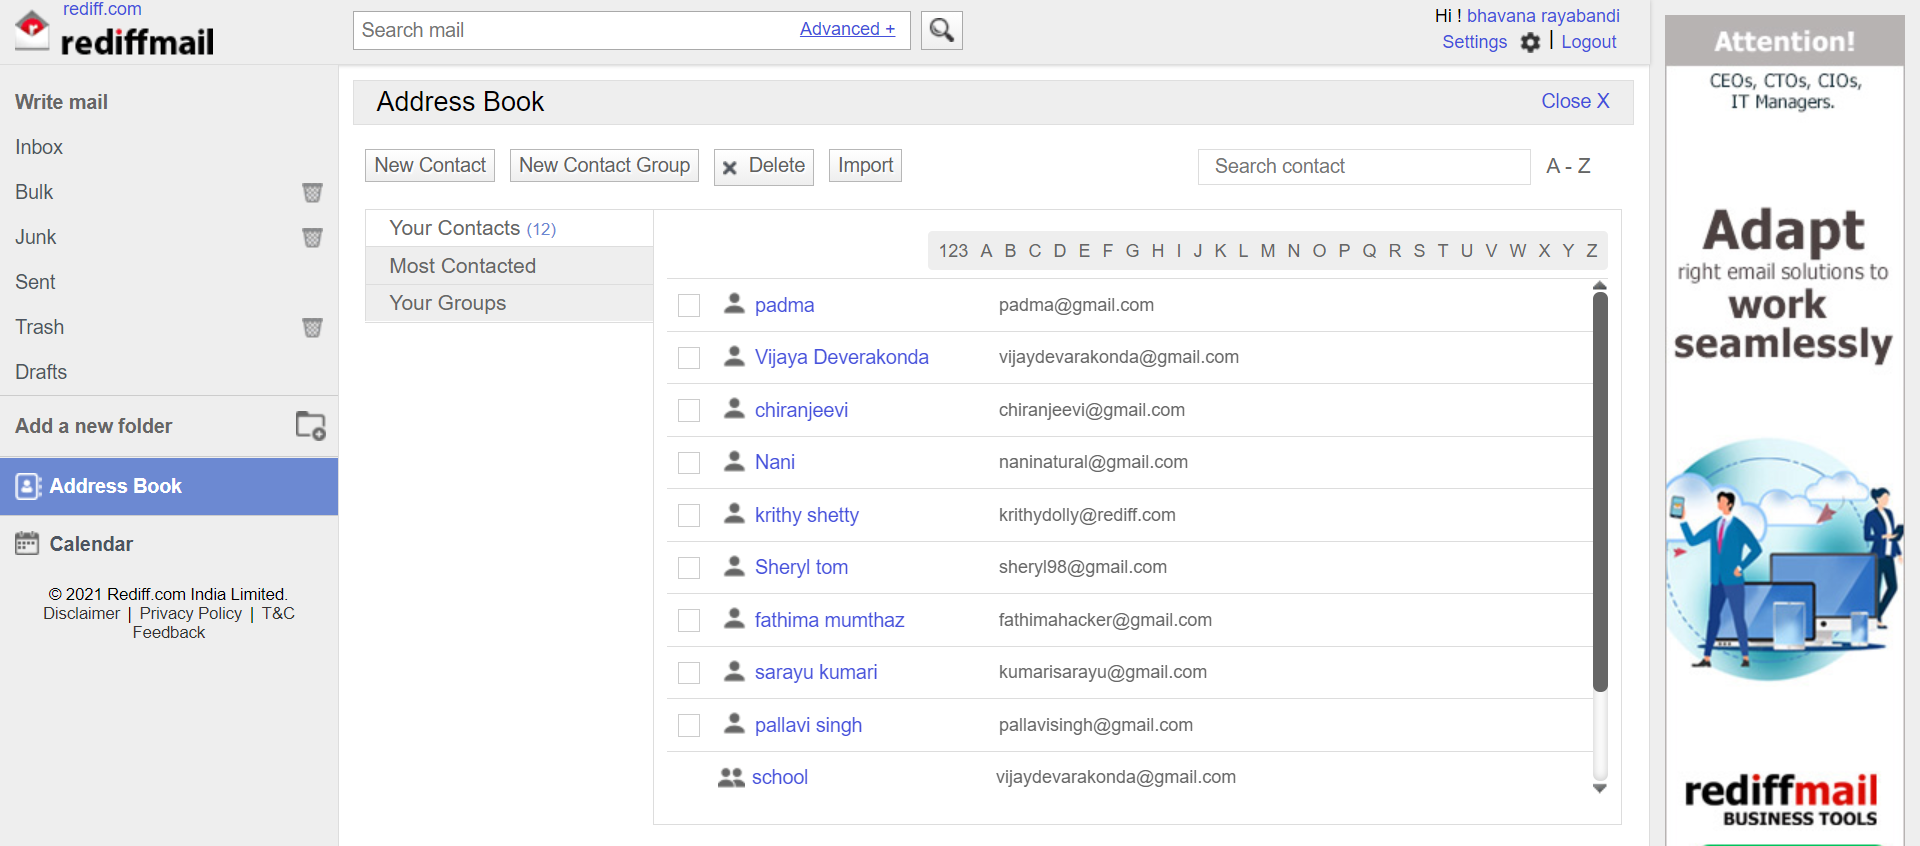 rediff.com
rediffmail
Search mail Advanced +
Hi ! bhavana rayabandi
Settings | Logout
Write mail
Inbox
Bulk
Junk
Sent
Trash
Drafts
Add a new folder
Address Book
Calendar
© 2021 Rediff.com India Limited.
Disclaimer | Privacy Policy | T&C
Feedback
Address Book Close X
New Contact New Contact Group Delete Import Search contact A - Z
Your Contacts (12)
Most Contacted
Your Groups
123 A B C D E F G H I J K L M N O P Q R S T U V W X Y Z
padma padma@gmail.com
Vijaya Deverakonda vijaydevarakonda@gmail.com
chiranjeevi chiranjeevi@gmail.com
Nani naninatural@gmail.com
krithy shetty krithydolly@rediff.com
Sheryl tom sheryl98@gmail.com
fathima mumthaz fathimahacker@gmail.com
sarayu kumari kumarisarayu@gmail.com
pallavi singh pallavisingh@gmail.com
school vijaydevarakonda@gmail.com
Attention!
CEOs, CTOs, CIOs,
IT Managers.
Adapt
right email solutions to
work
seamlessly
rediffmail
BUSINESS TOOLS